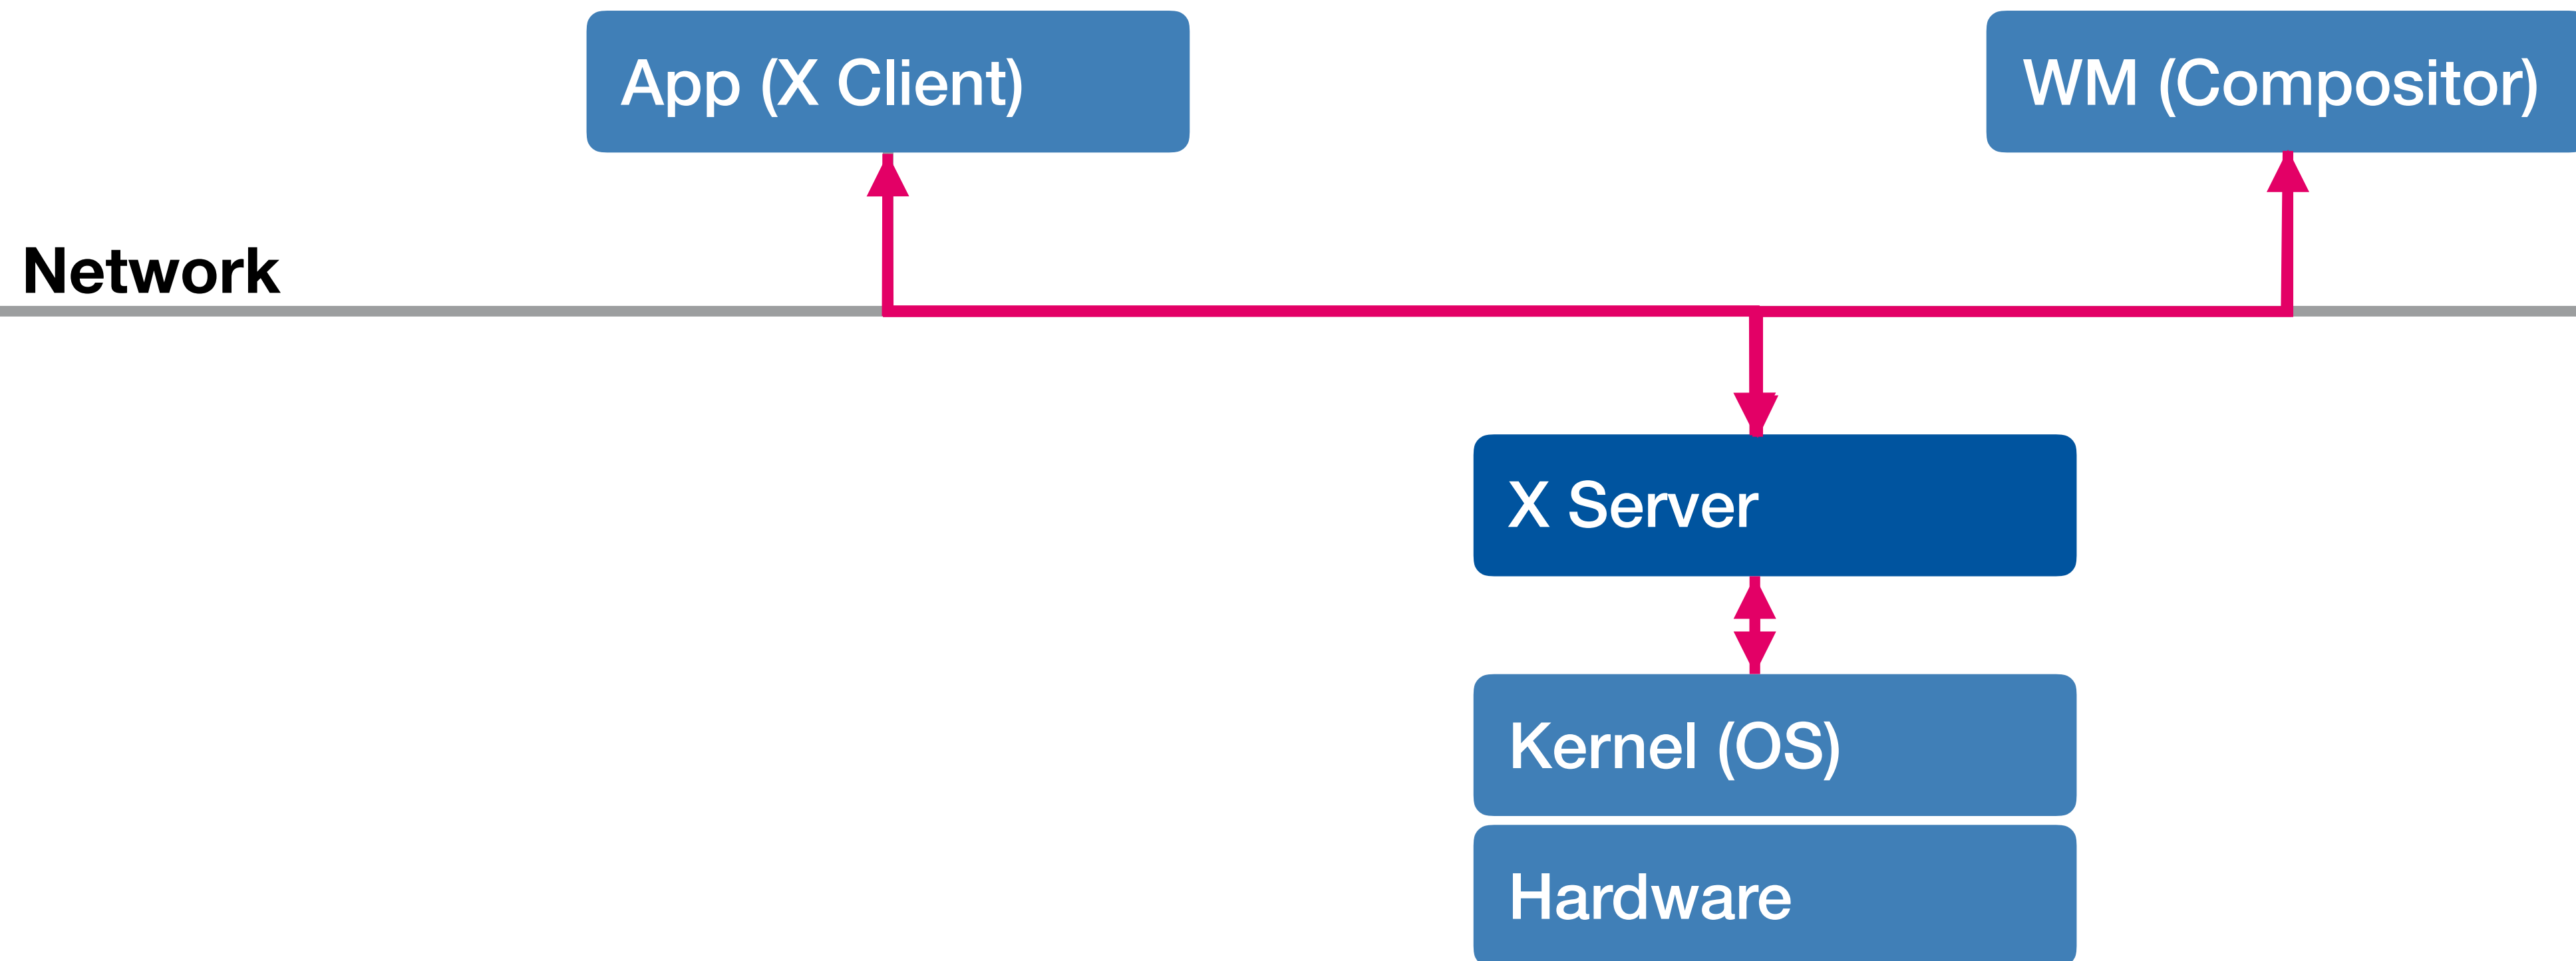 App (X Client)
WM (Compositor)
Network
X Server
Kernel (OS)
Hardware